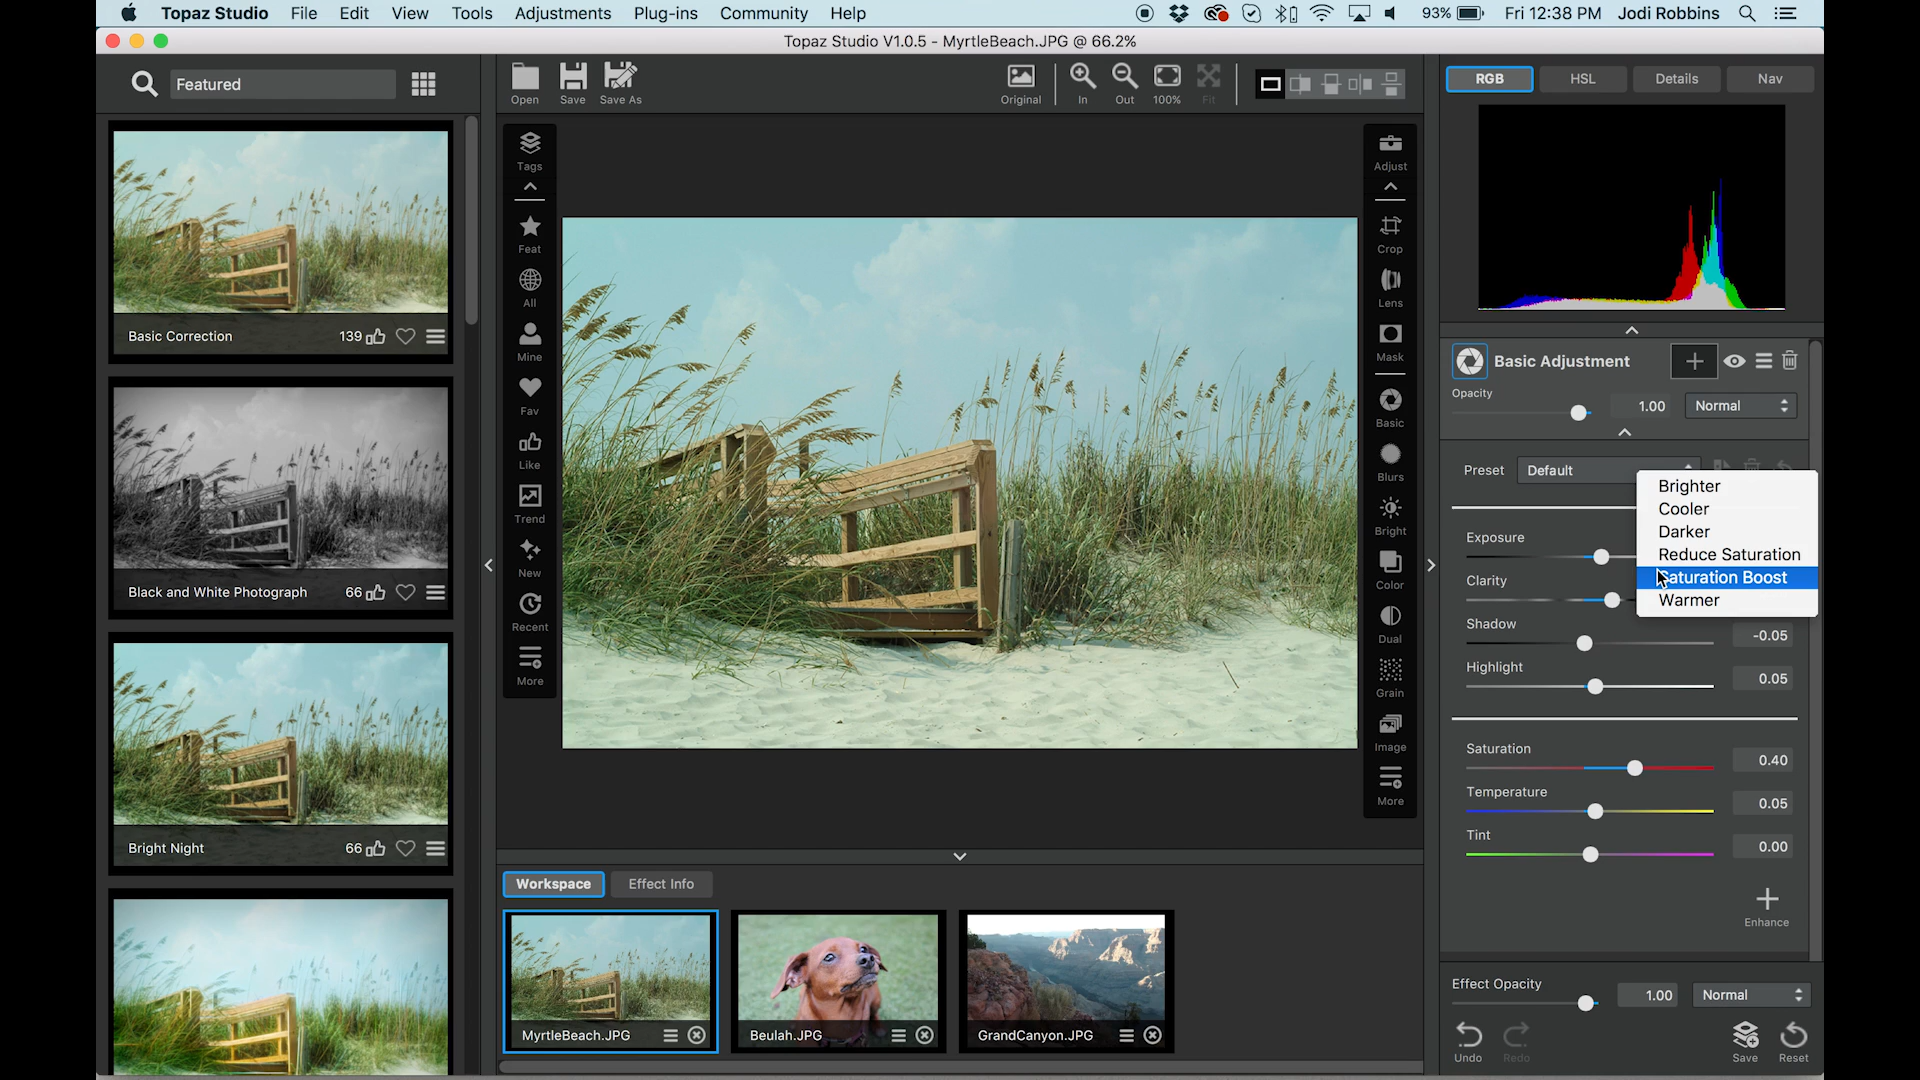 Topaz Studio File Edit View Tools Adjustments Plug-ins Community Help 93% Fri 12:38 PM Jodi Robbins
Topaz Studio V1.0.5 - MyrtleBeach.JPG @ 66.2%
Featured
Open Save Save As Original In Out 100% Fit
RGB HSL Details Nav
Basic Correction 139
Black and White Photograph 66
Bright Night 66
Tags
Feat
All
Mine
Fav
Like
Trend
New
Recent
More
Adjust
Crop
Lens
Mask
Basic
Blurs
Bright
Color
Dual
Grain
Image
More
Basic Adjustment
Opacity 1.00 Normal
Preset Default
Brighter
Cooler
Darker
Reduce Saturation
Saturation Boost
Warmer
Exposure
Clarity
Shadow -0.05
Highlight 0.05
Saturation 0.40
Temperature 0.05
Tint 0.00
Enhance
Workspace Effect Info
MyrtleBeach.JPG Beulah.JPG GrandCanyon.JPG
Effect Opacity 1.00 Normal
Undo Redo Save Reset